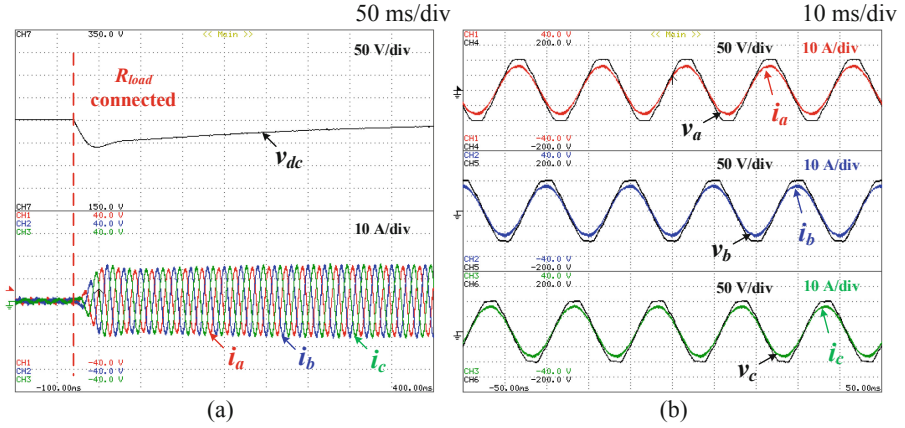 50 ms/div
CH7 350.0 V << Main >>
50 V/div
R_load
connected
v_dc
CH7 150.0 V
CH1 40.0 V
CH2 40.0 V
CH3 40.0 V
10 A/div
i_a i_b i_c
CH1 -40.0 V
CH2 -40.0 V
CH3 -40.0 V
-100.00ms 400.00ms
(a)
10 ms/div
CH1 40.0 V << Main >>
CH4 200.0 V
50 V/div 10 A/div
i_a
v_a
CH1 -40.0 V
CH4 -200.0 V
CH2 40.0 V
CH5 200.0 V
50 V/div 10 A/div
i_b
v_b
CH2 -40.0 V
CH5 -200.0 V
CH3 40.0 V
CH6 200.0 V
50 V/div 10 A/div
i_c
v_c
CH3 -40.0 V
CH6 -200.0 V
-50.00ms 50.00ms
(b)